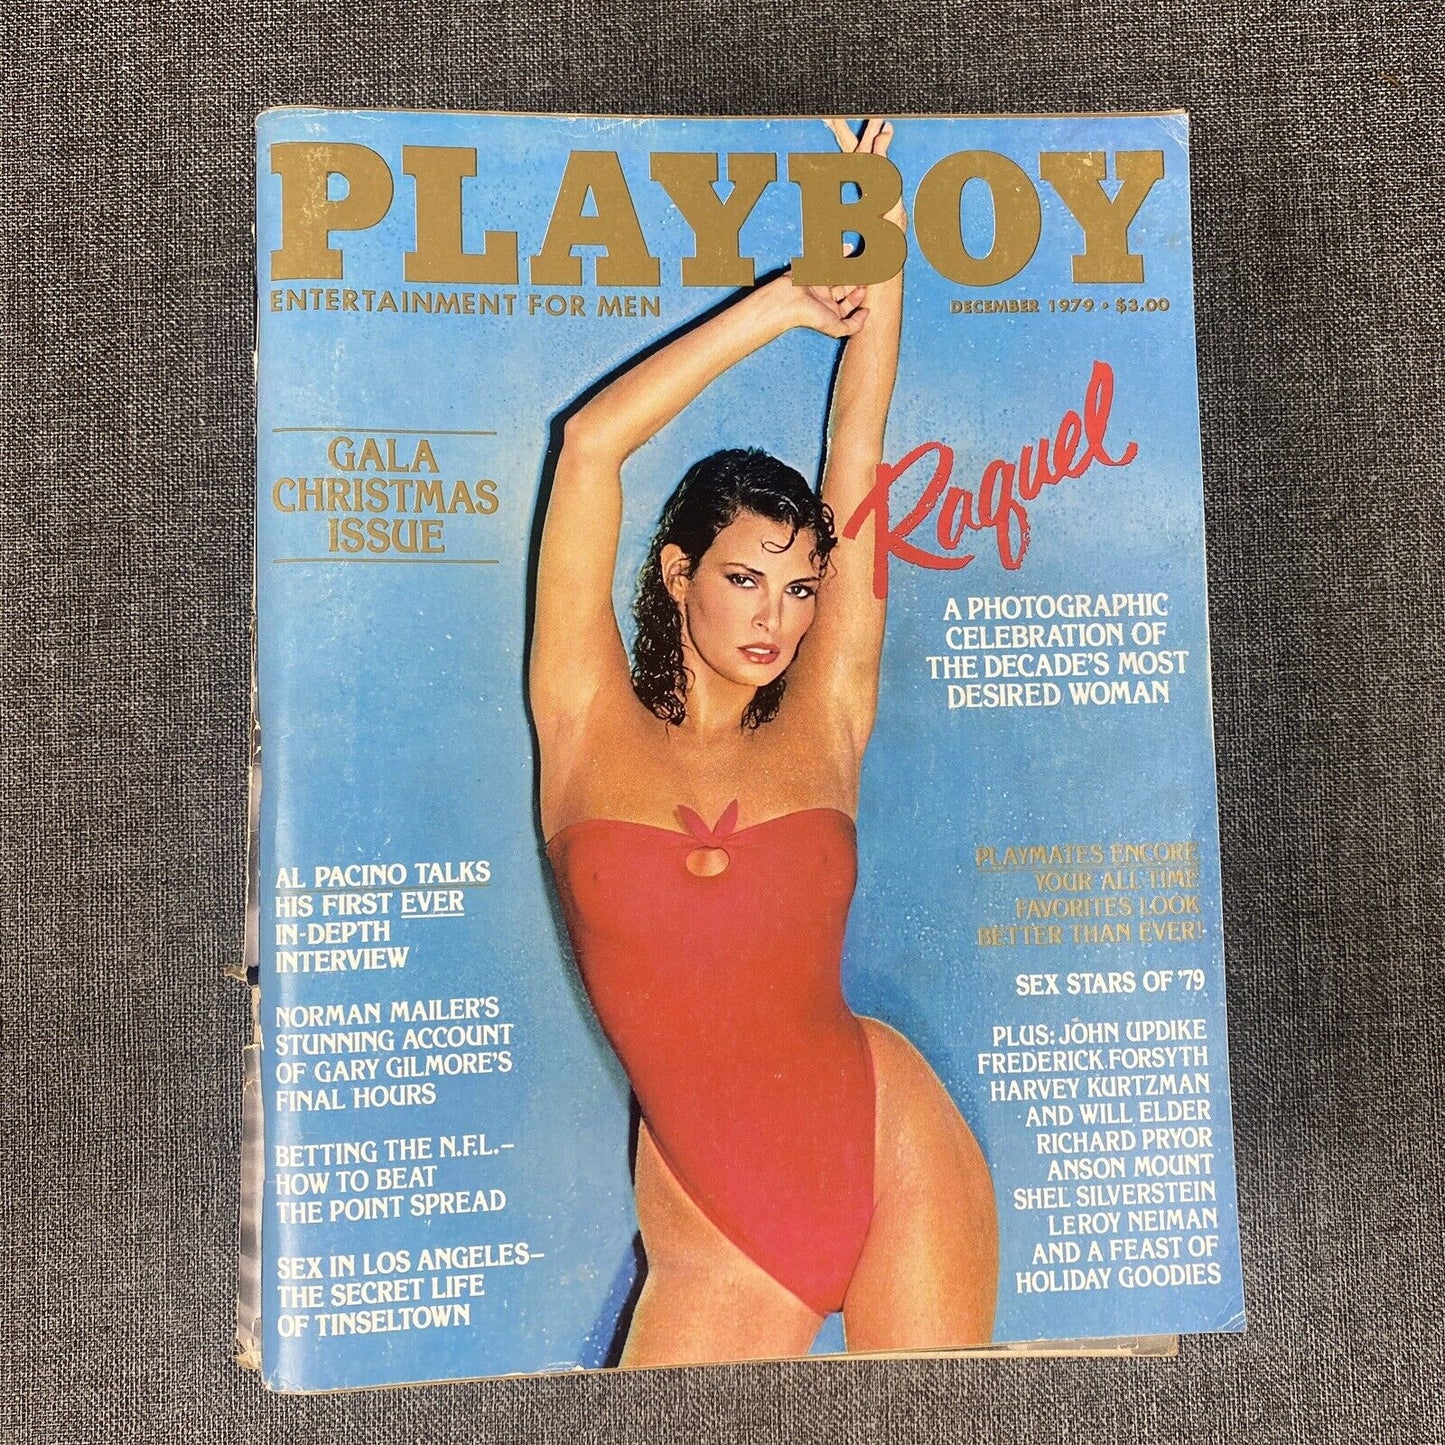 PLAYBOY
ENTERTAINMENT FOR MEN
DECEMBER 1979 • $3.00
GALA
CHRISTMAS
ISSUE
Raquel
A PHOTOGRAPHIC
CELEBRATION OF
THE DECADE'S MOST
DESIRED WOMAN
AL PACINO TALKS
HIS FIRST EVER
IN-DEPTH
INTERVIEW
NORMAN MAILER'S
STUNNING ACCOUNT
OF GARY GILMORE'S
FINAL HOURS
BETTING THE N.F.L.–
HOW TO BEAT
THE POINT SPREAD
SEX IN LOS ANGELES–
THE SECRET LIFE
OF TINSELTOWN
PLAYMATES ENCORE
YOUR ALL-TIME
FAVORITES LOOK
BETTER THAN EVER!
SEX STARS OF '79
PLUS: JOHN UPDIKE
FREDERICK FORSYTH
HARVEY KURTZMAN
AND WILL ELDER
RICHARD PRYOR
ANSON MOUNT
SHEL SILVERSTEIN
LEROY NEIMAN
AND A FEAST OF
HOLIDAY GOODIES